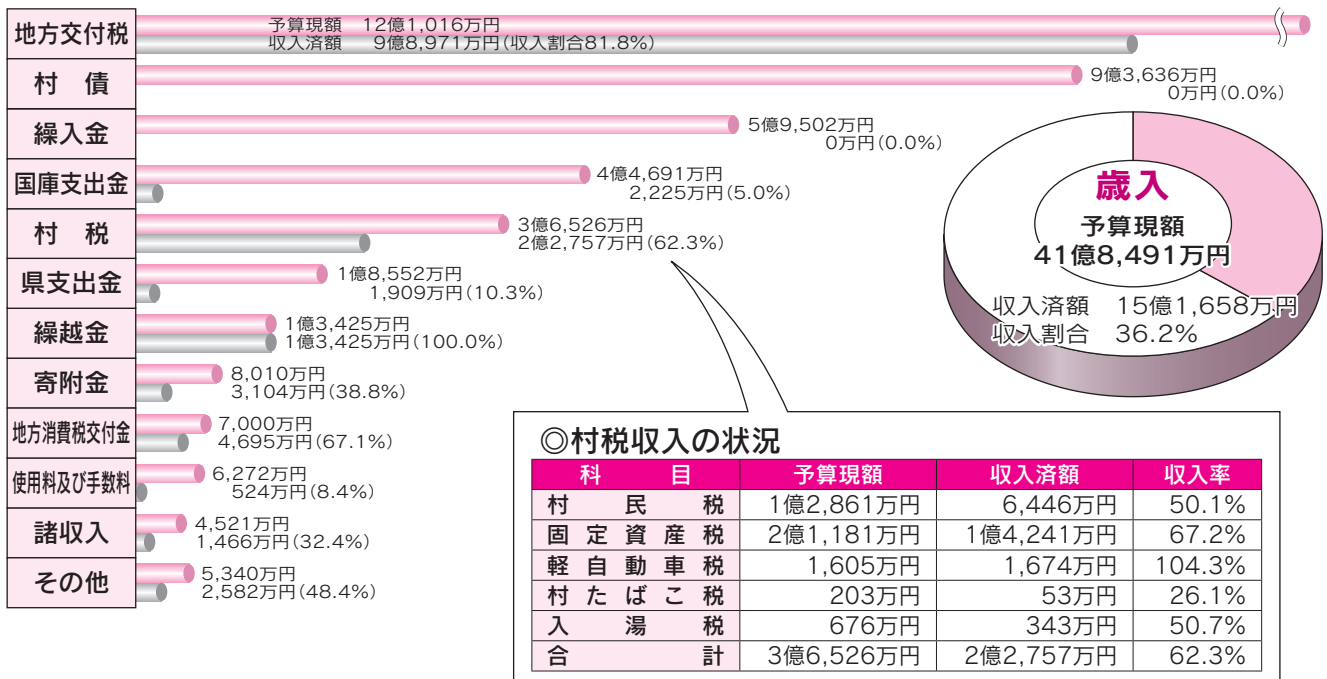 地方交付税
予算現額 12億1,016万円
収入済額 9億8,971万円(収入割合81.8%)
村 債
9億3,636万円
0万円(0.0%)
繰入金
5億9,502万円
0万円(0.0%)
国庫支出金
4億4,691万円
2,225万円(5.0%)
村 税
3億6,526万円
2億2,757万円(62.3%)
県支出金
1億8,552万円
1,909万円(10.3%)
繰越金
1億3,425万円
1億3,425万円(100.0%)
寄附金
8,010万円
3,104万円(38.8%)
地方消費税交付金
7,000万円
4,695万円(67.1%)
使用料及び手数料
6,272万円
524万円(8.4%)
諸収入
4,521万円
1,466万円(32.4%)
その他
5,340万円
2,582万円(48.4%)
歳入
予算現額
41億8,491万円
収入済額 15億1,658万円
収入割合 36.2%
◎村税収入の状況
科 目 予算現額 収入済額 収入率
村 民 税 1億2,861万円 6,446万円 50.1%
固 定 資 産 税 2億1,181万円 1億4,241万円 67.2%
軽 自 動 車 税 1,605万円 1,674万円 104.3%
村 た ば こ 税 203万円 53万円 26.1%
入 湯 税 676万円 343万円 50.7%
合 計 3億6,526万円 2億2,757万円 62.3%